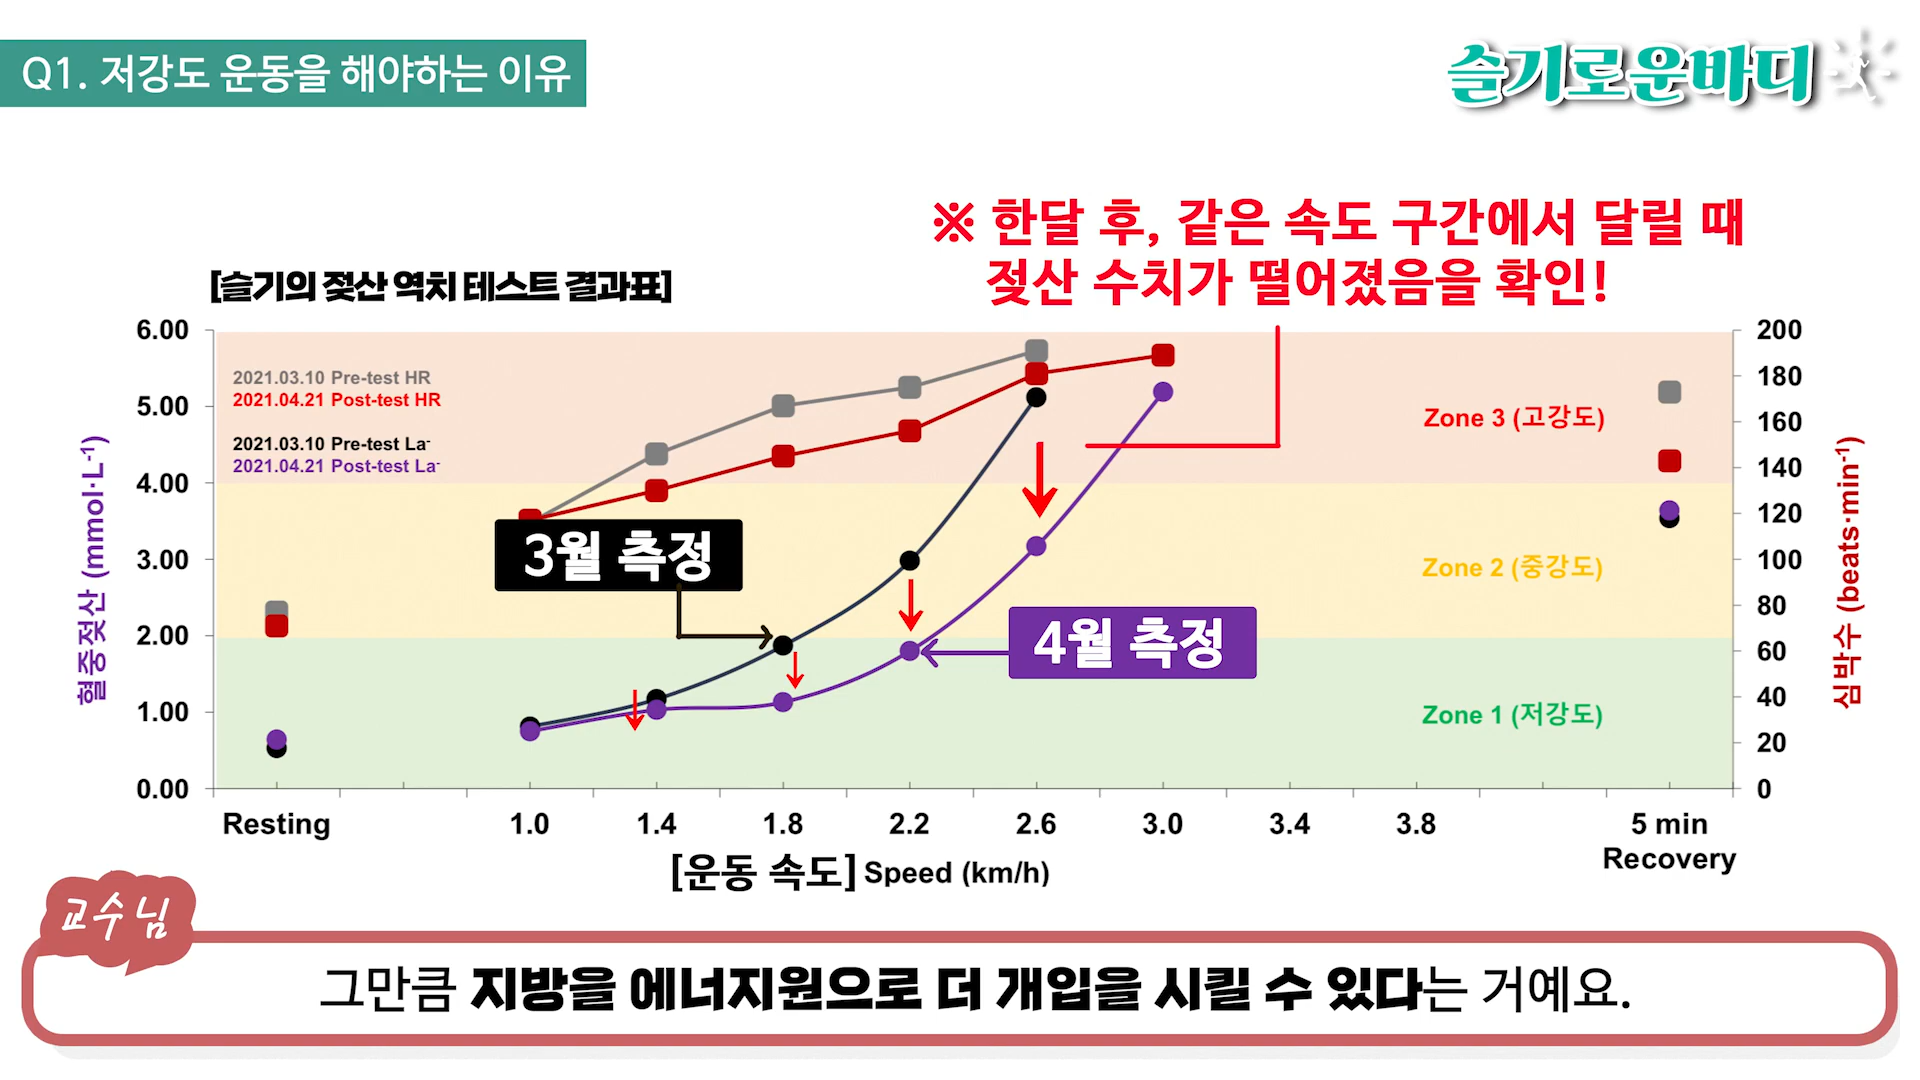 Q1. 저강도 운동을 해야하는 이유
슬기로운바디
※ 한달 후, 같은 속도 구간에서 달릴 때
젖산 수치가 떨어졌음을 확인!
[슬기의 젖산 역치 테스트 결과표]
6.00
5.00
4.00
3.00
2.00
1.00
0.00
혈중젖산 (mmol·L-1)
2021.03.10 Pre-test HR
2021.04.21 Post-test HR
2021.03.10 Pre-test La-
2021.04.21 Post-test La-
3월 측정
4월 측정
Zone 3 (고강도)
Zone 2 (중강도)
Zone 1 (저강도)
200
180
160
140
120
100
80
60
40
20
0
심박수 (beats·min-1)
Resting 1.0 1.4 1.8 2.2 2.6 3.0 3.4 3.8 5 min
Recovery
[운동 속도] Speed (km/h)
교수님
그만큼 지방을 에너지원으로 더 개입을 시킬 수 있다는 거예요.